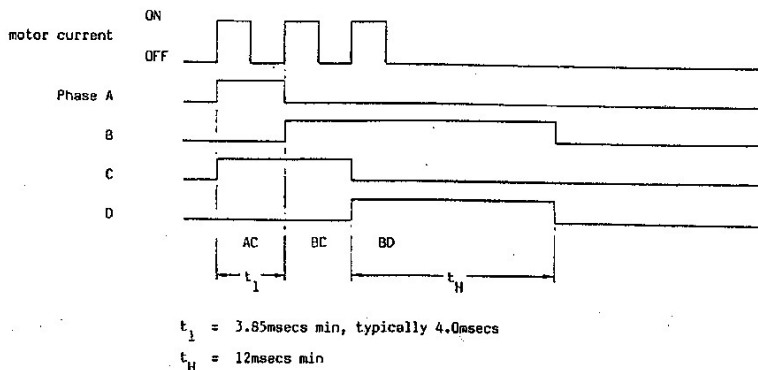 ON
motor current
OFF
Phase A
B
C
D
AC BC BD
t1 tH
t1 = 3.85msecs min, typically 4.0msecs
tH = 12msecs min